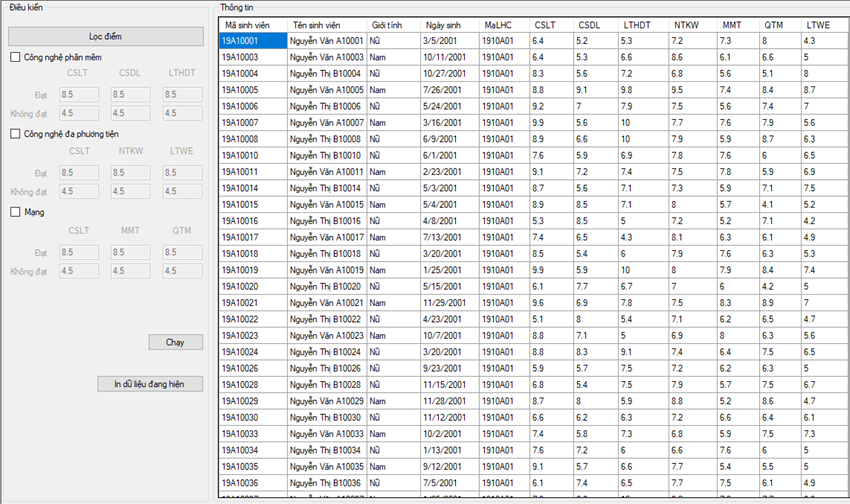 Điều kiển
Lọc điểm
Công nghệ phần mềm
CSLT CSDL LTHDT
Đạt 8.5 8.5 8.5
Không đạt 4.5 4.5 4.5
Công nghệ đa phương tiện
CSLT NTKW LTWE
Đạt 8.5 8.5 8.5
Không đạt 4.5 4.5 4.5
Mạng
CSLT MMT QTM
Đạt 8.5 8.5 8.5
Không đạt 4.5 4.5 4.5
Chạy
In dữ liệu đang hiện
Thông tin
Mã sinh viên Tên sinh viên Giới tính Ngày sinh MaLHC CSLT CSDL LTHDT NTKW MMT QTM LTWE
19A10001 Nguyễn Văn A10001 Nữ 3/5/2001 1910A01 6.4 5.2 5.3 7.2 7.3 8 4.3
19A10003 Nguyễn Văn A10003 Nam 10/11/2001 1910A01 6.4 5.3 6.6 8.6 6.1 6.6 5
19A10004 Nguyễn Thị B10004 Nữ 10/27/2001 1910A01 8.3 5.6 7.2 6.8 5.6 5.1 8
19A10005 Nguyễn Văn A10005 Nam 7/26/2001 1910A01 8.8 9.1 9.8 9.5 7.4 8.4 8.7
19A10006 Nguyễn Thị B10006 Nữ 5/24/2001 1910A01 9.2 7 7.9 7.5 5.6 7.4 7
19A10007 Nguyễn Văn A10007 Nam 3/16/2001 1910A01 9.9 5.6 10 7.7 7.6 7.9 5.6
19A10008 Nguyễn Thị B10008 Nữ 6/9/2001 1910A01 8.9 6.6 10 7.9 5.9 8.7 6.3
19A10010 Nguyễn Thị B10010 Nữ 6/1/2001 1910A01 7.6 5.9 6.9 7.8 7.6 6 6.5
19A10011 Nguyễn Văn A10011 Nam 2/23/2001 1910A01 9.1 7.2 7.4 7.5 7.8 5.9 6.9
19A10014 Nguyễn Thị B10014 Nữ 5/3/2001 1910A01 8.7 5.6 7.1 7.3 5.9 7.1 7.5
19A10015 Nguyễn Văn A10015 Nam 5/4/2001 1910A01 8.9 8.5 7.1 8 5.7 4.1 5.2
19A10016 Nguyễn Thị B10016 Nữ 4/8/2001 1910A01 5.3 8.5 5 7.2 5.2 7.1 4.2
19A10017 Nguyễn Văn A10017 Nam 7/13/2001 1910A01 7.4 6.5 4.3 8.1 6.3 6.1 4.9
19A10018 Nguyễn Thị B10018 Nữ 3/20/2001 1910A01 8.5 5.4 6 7.9 7.6 6.3 5.3
19A10019 Nguyễn Văn A10019 Nam 1/25/2001 1910A01 9.9 5.9 10 8 7.9 8.4 7.4
19A10020 Nguyễn Thị B10020 Nữ 5/15/2001 1910A01 6.1 7.7 6.7 7 6 4.2 5
19A10021 Nguyễn Văn A10021 Nam 11/29/2001 1910A01 9.6 6.9 7.8 7.5 8.3 8.9 7
19A10022 Nguyễn Thị B10022 Nữ 4/23/2001 1910A01 5.1 8 5.4 7.1 6.2 6.5 4.7
19A10023 Nguyễn Văn A10023 Nam 10/7/2001 1910A01 8.8 7.1 5 6.9 8 6.3 5.6
19A10024 Nguyễn Thị B10024 Nữ 3/20/2001 1910A01 8.8 8.3 9.1 7.4 6.4 7.5 6.5
19A10026 Nguyễn Thị B10026 Nữ 9/23/2001 1910A01 5.9 5.7 7.5 7.2 6.2 6.3 5
19A10028 Nguyễn Thị B10028 Nữ 11/15/2001 1910A01 6.8 5.4 7.5 7.9 5.7 7.5 6.7
19A10029 Nguyễn Văn A10029 Nam 11/28/2001 1910A01 8.7 8 5.9 8.8 5.2 8.6 4.7
19A10030 Nguyễn Thị B10030 Nữ 11/12/2001 1910A01 6.6 6.2 6.3 7.2 6.6 6.4 6.1
19A10033 Nguyễn Văn A10033 Nam 10/2/2001 1910A01 7.4 5.8 7.3 6.8 5.9 7.5 7.3
19A10034 Nguyễn Thị B10034 Nữ 1/13/2001 1910A01 7.6 7.2 6 6.6 7.6 6 5
19A10035 Nguyễn Văn A10035 Nam 9/12/2001 1910A01 9.1 5.7 6.6 7.7 5.4 5.5 5
19A10036 Nguyễn Thị B10036 Nữ 7/5/2001 1910A01 6.1 7.4 6.5 7.7 7.5 6.1 4.9